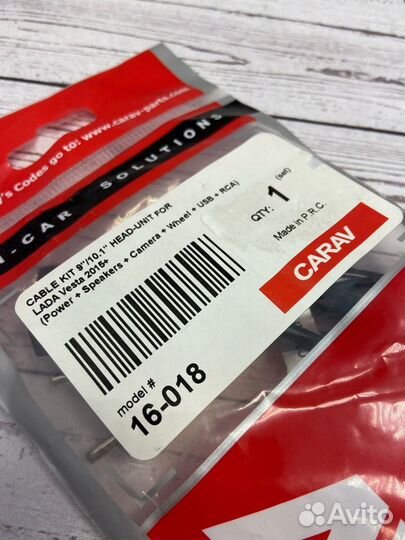 's Codes go to: www.carav-parts.com
N CAR SOLUTIONS
CABLE KIT 9"/10,1" HEAD-UNIT FOR
LADA Vesta 2015+
(Power + Speakers + Camera + Wheel + USB + RCA)
model #
16-018
QTY: 1 (set)
Made in P.R.C.
CARAV
Avito